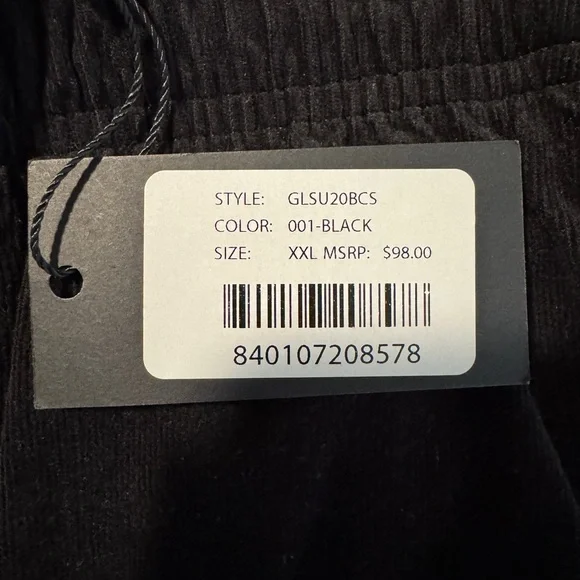 STYLE: GLSU20BCS
COLOR: 001-BLACK
SIZE: XXL MSRP: $98.00
840107208578